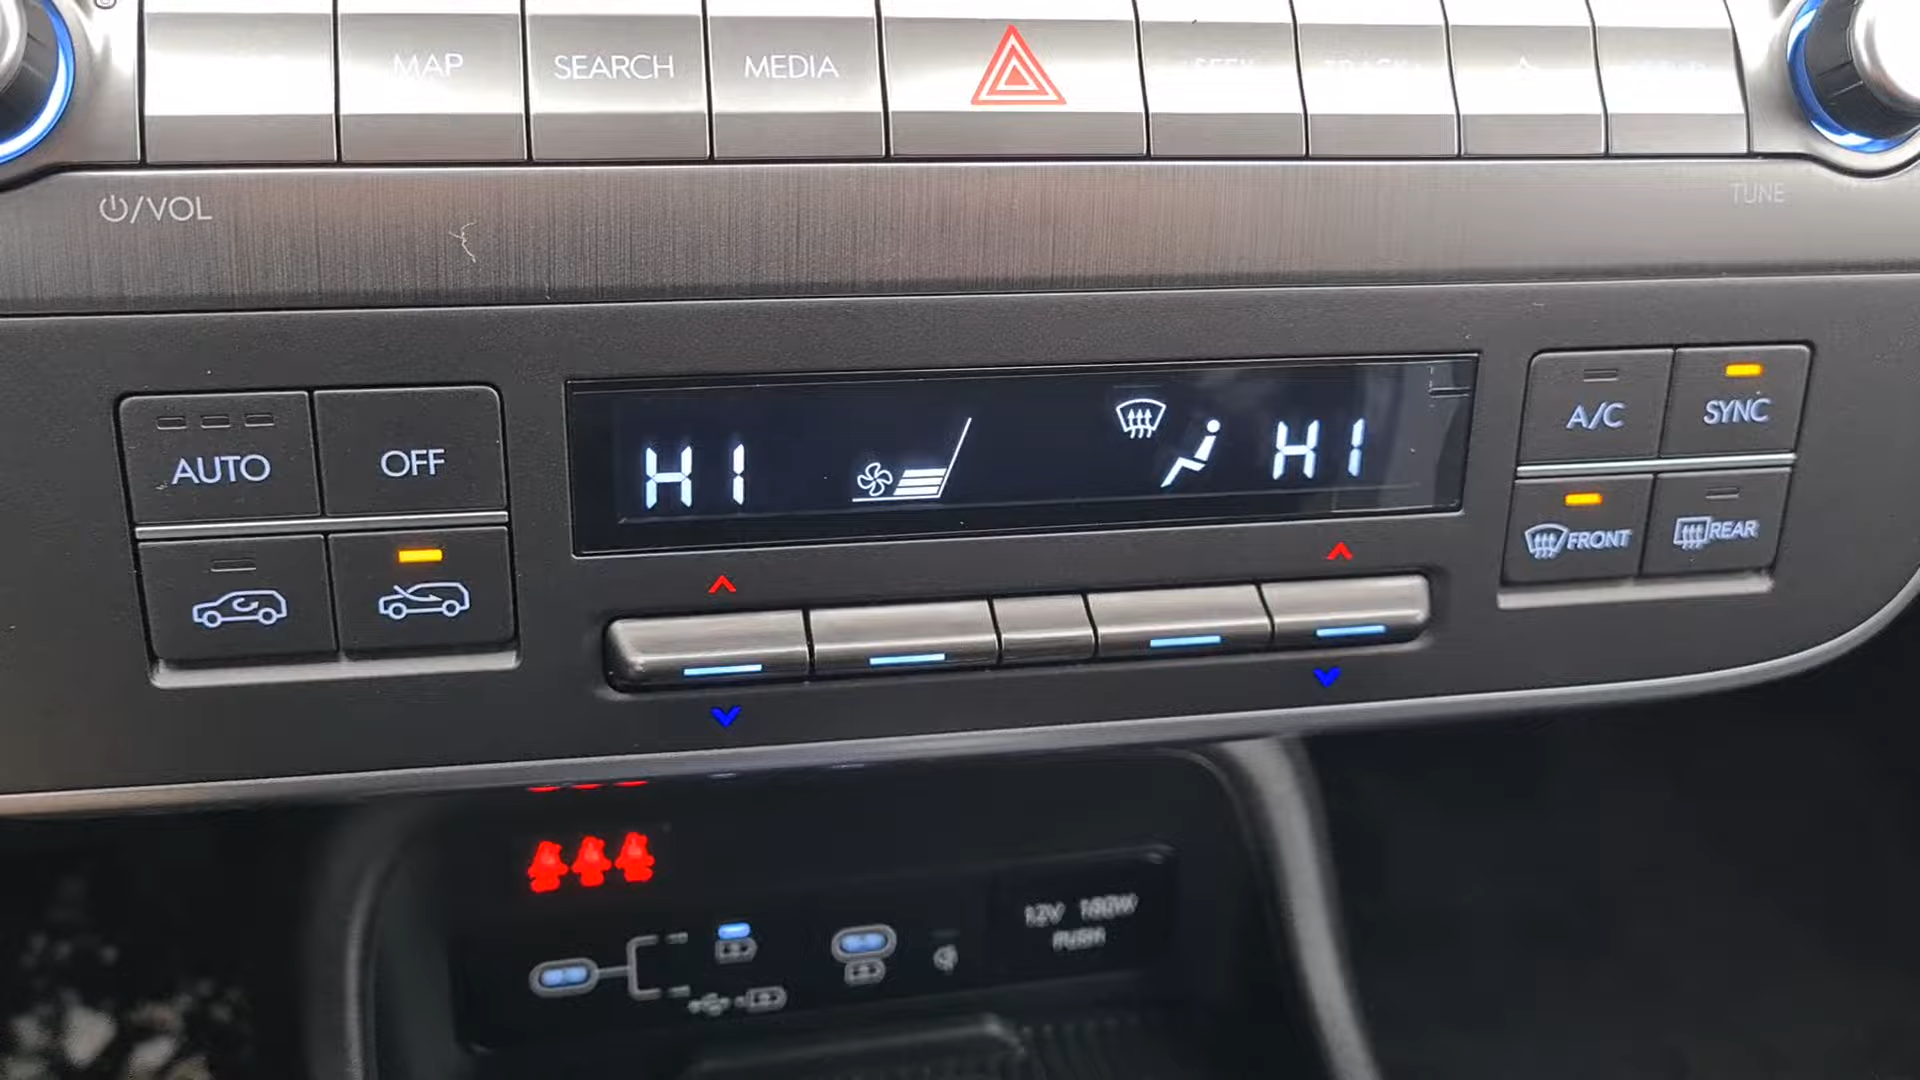 MAP SEARCH MEDIA
/VOL
TUNE
AUTO OFF
HI HI
A/C SYNC
FRONT REAR
12V 180W
PUSH